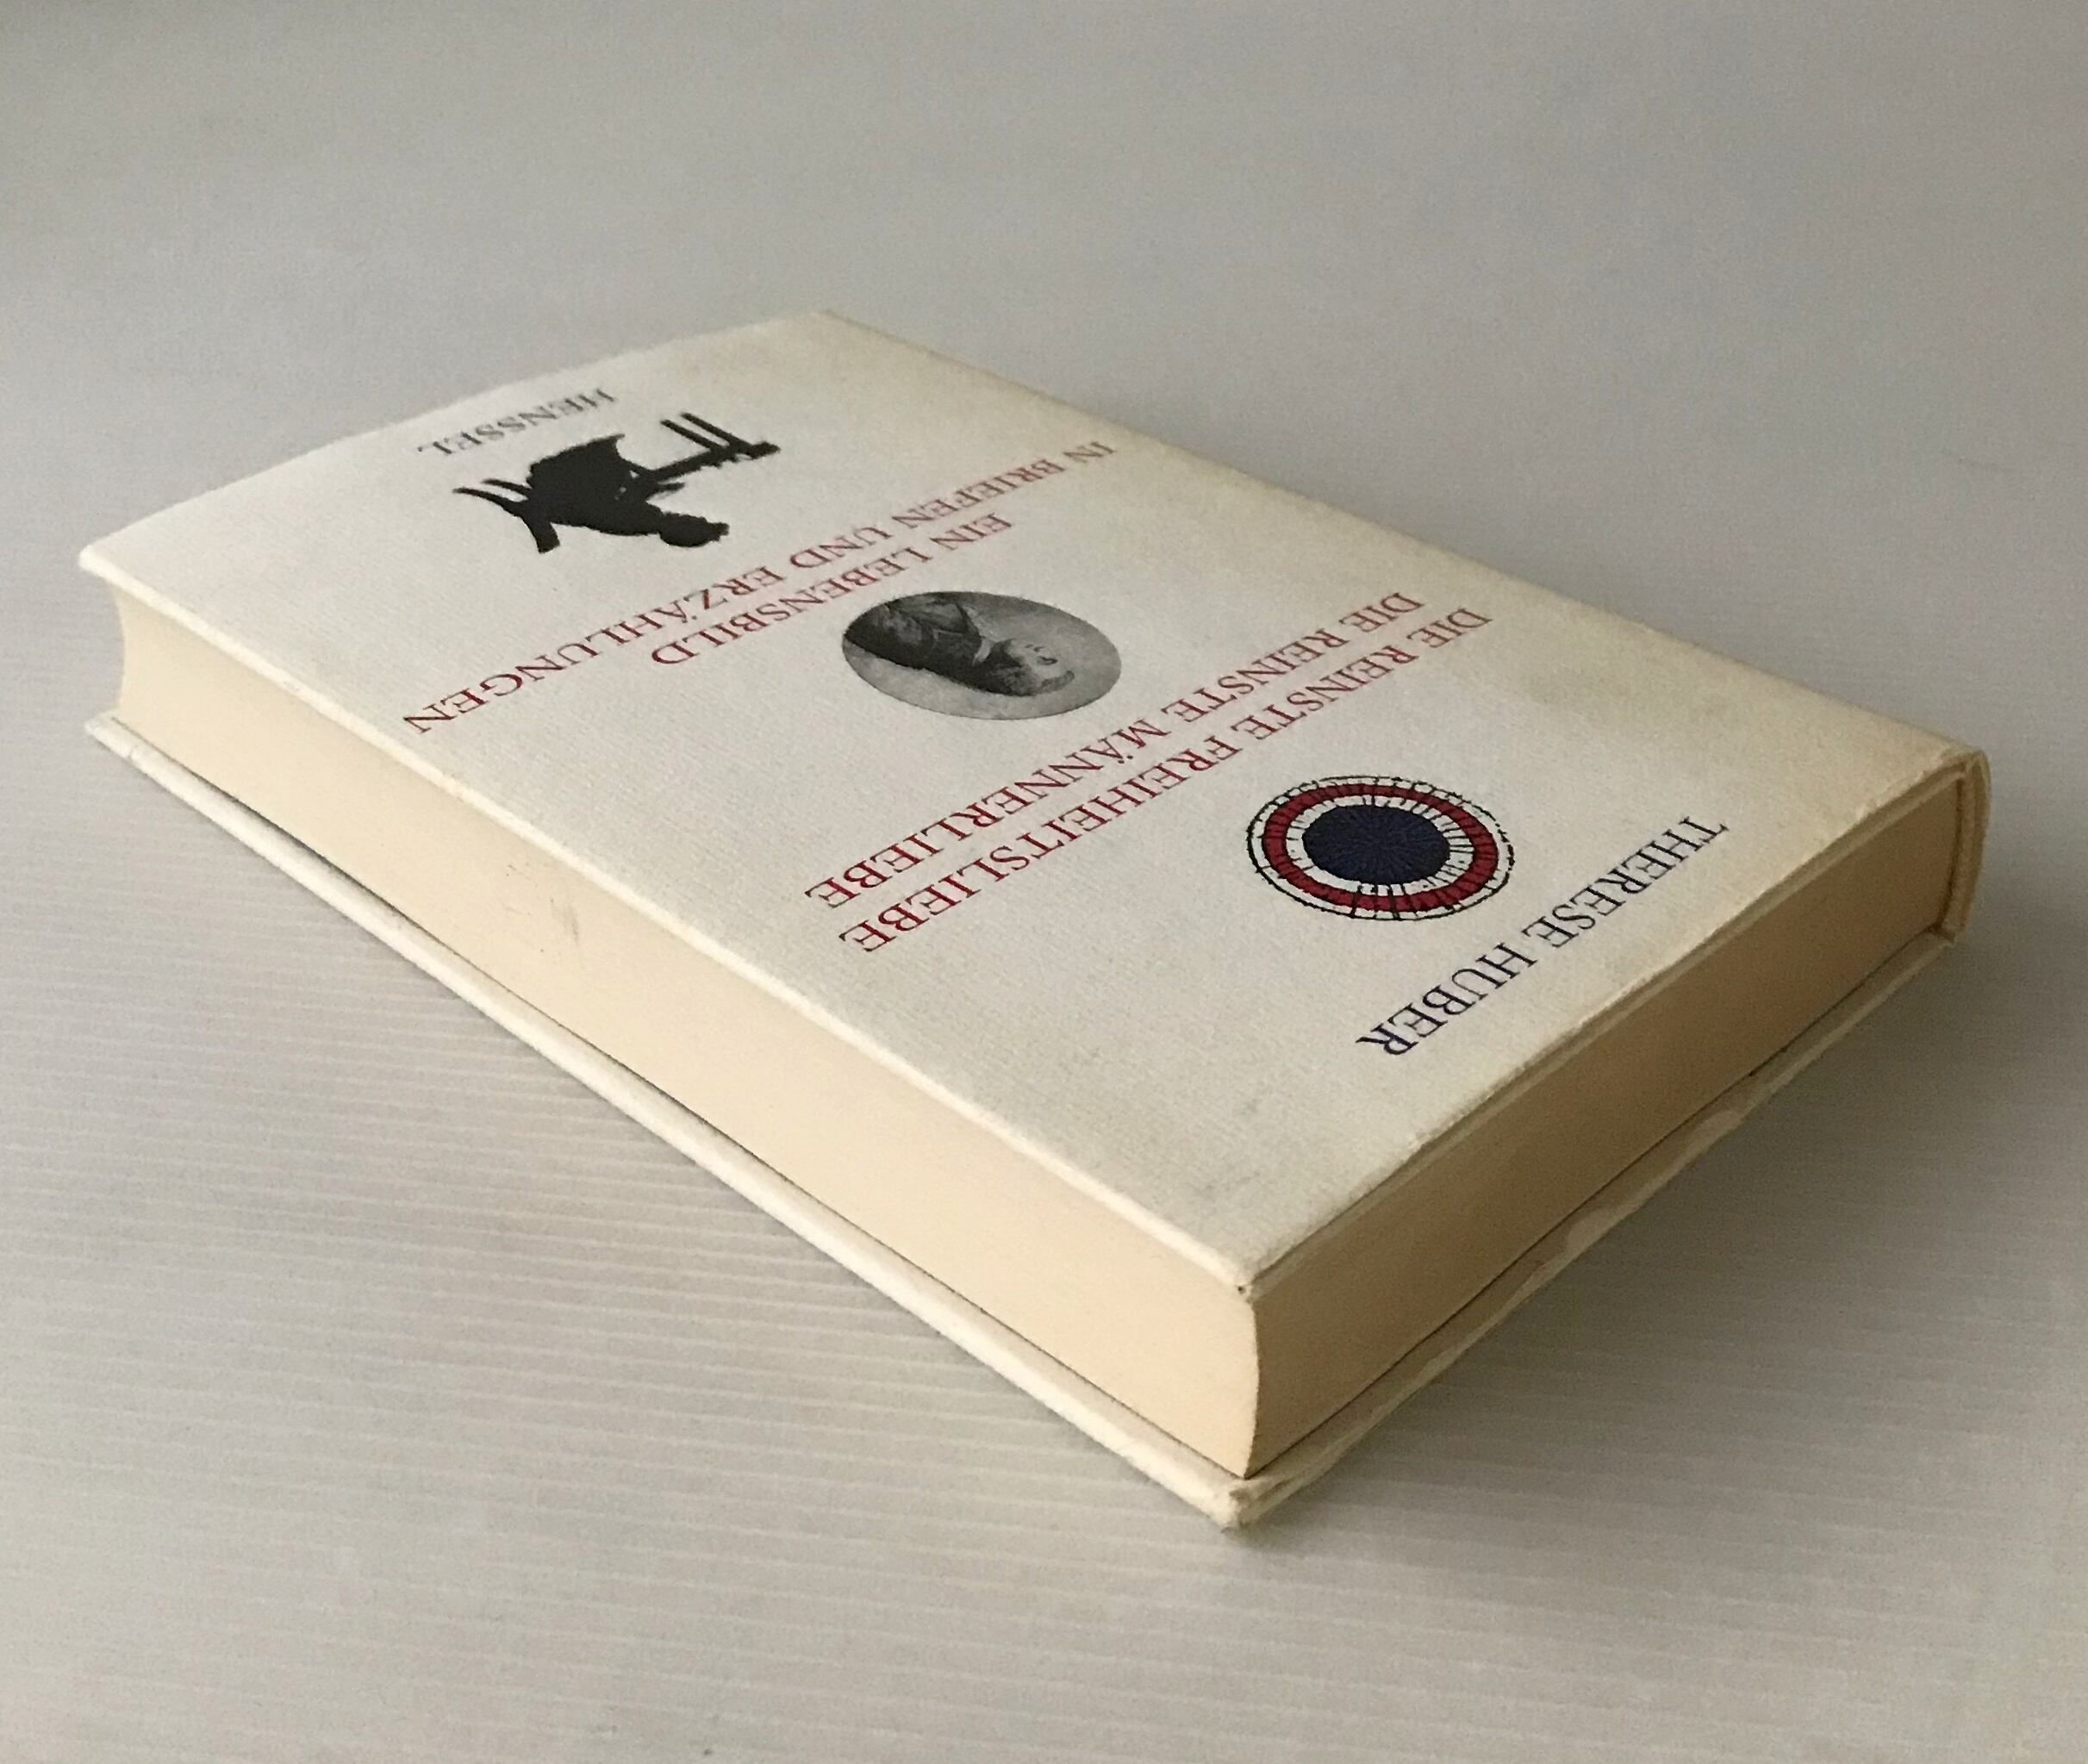 THERESE HUBER
DIE REINSTE FREIHEITSLIEBE
DIE REINSTE MÄNNERLIEBE
EIN LEBENSBILD
IN BRIEFEN UND ERZÄHLUNGEN
HENSSEL